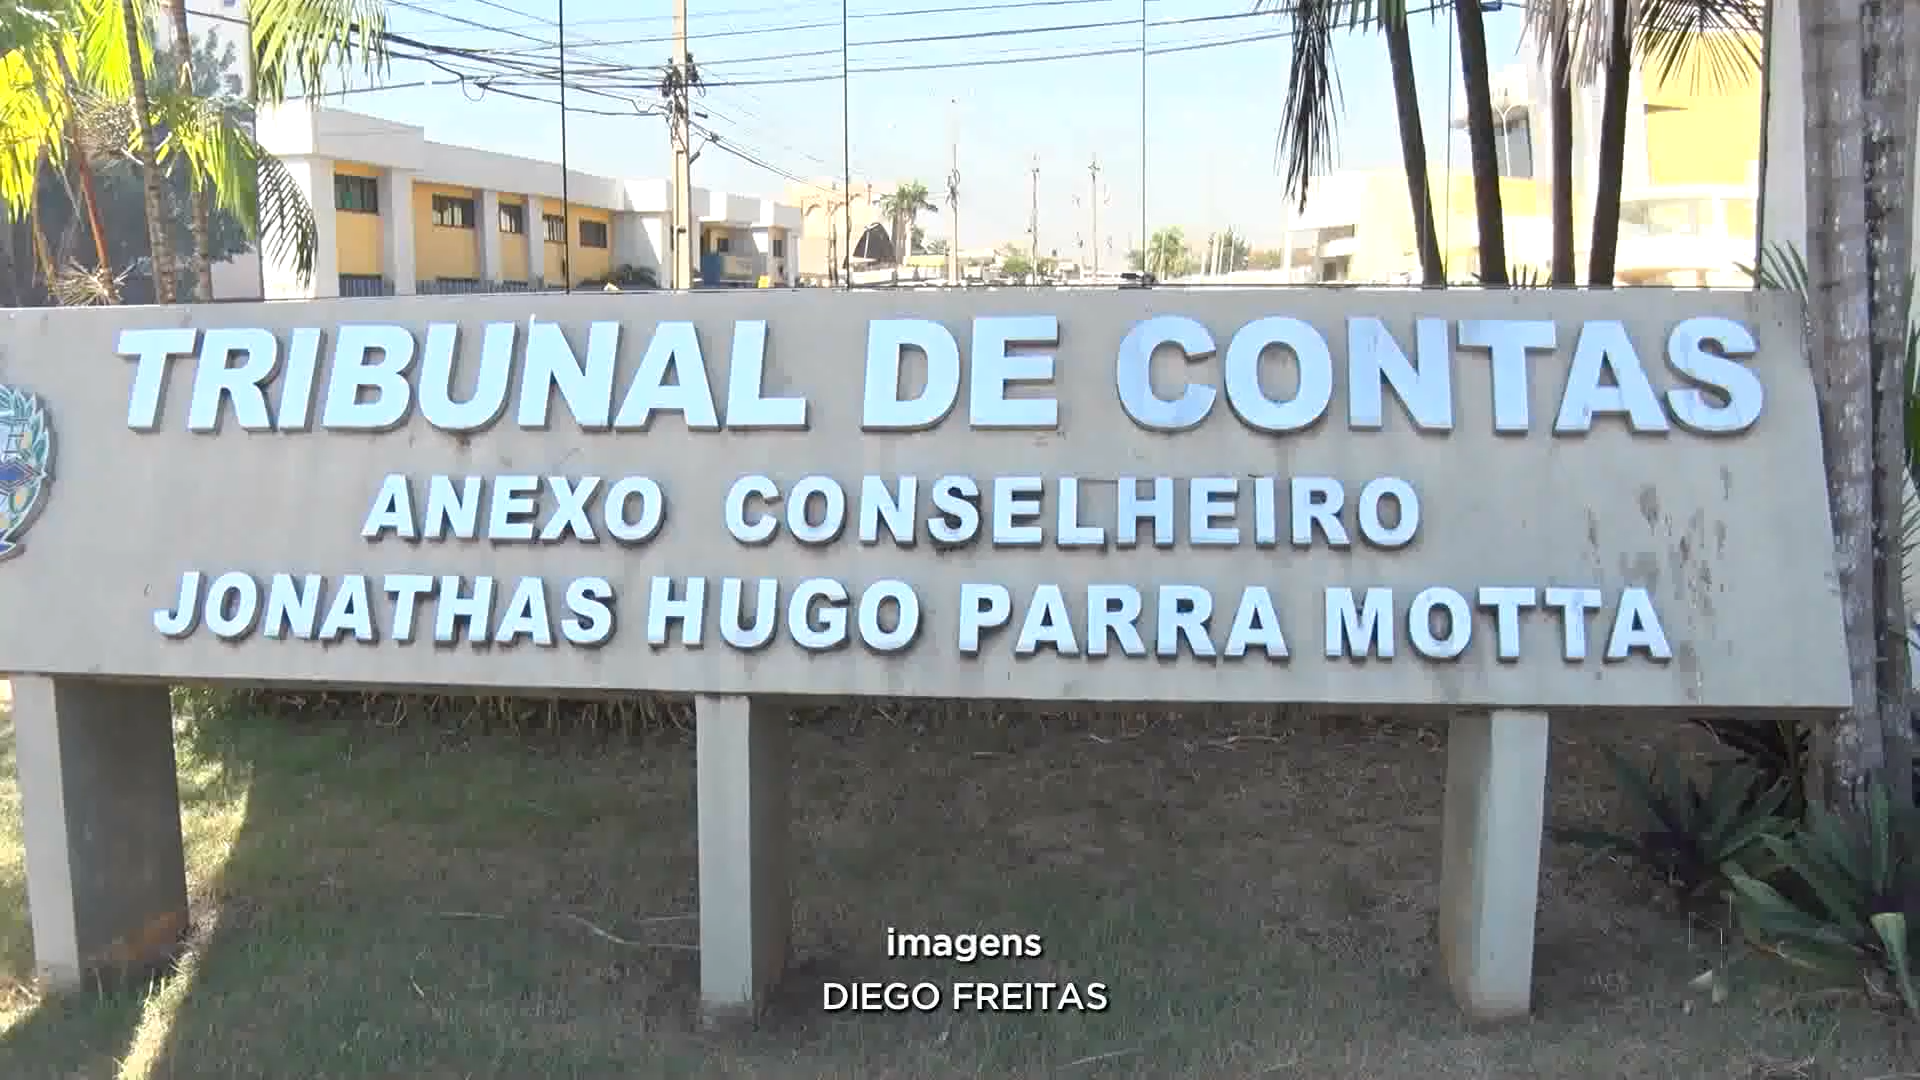 TRIBUNAL DE CONTAS
ANEXO CONSELHEIRO
JONATHAS HUGO PARRA MOTTA
imagens
DIEGO FREITAS